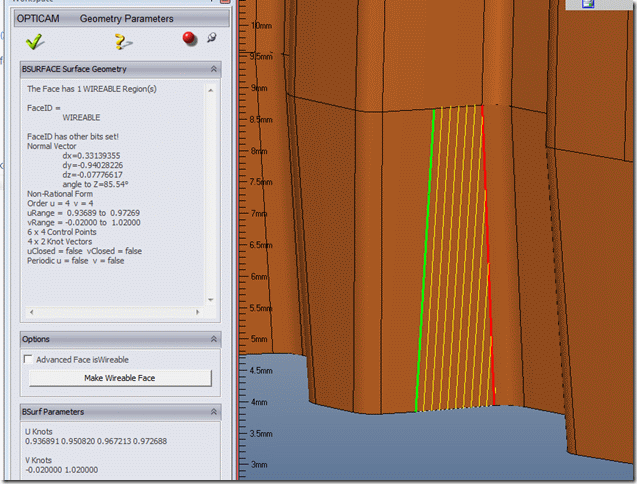 OPTICAM Geometry Parameters
BSURFACE Surface Geometry
The Face has 1 WIREABLE Region(s)
FaceID =
WIREABLE
FaceID has other bits set!
Normal Vector
dx=0.33139355
dy=-0.94028226
dz=-0.07776617
angle to Z=85.54°
Non-Rational Form
Order u = 4 v = 4
uRange = 0.93689 to 0.97269
vRange = -0.02000 to 1.02000
6 x 4 Control Points
4 x 2 Knot Vectors
uClosed = false vClosed = false
Periodic u = false v = false
Options
Advanced Face isWireable
Make Wireable Face
BSurf Parameters
U Knots
0.936891 0.950820 0.967213 0.972688
V Knots
-0.020000 1.020000
10.5mm
10mm
9.5mm
9mm
8.5mm
8mm
7.5mm
7mm
6.5mm
6mm
5.5mm
5mm
4.5mm
4mm
3.5mm
3mm